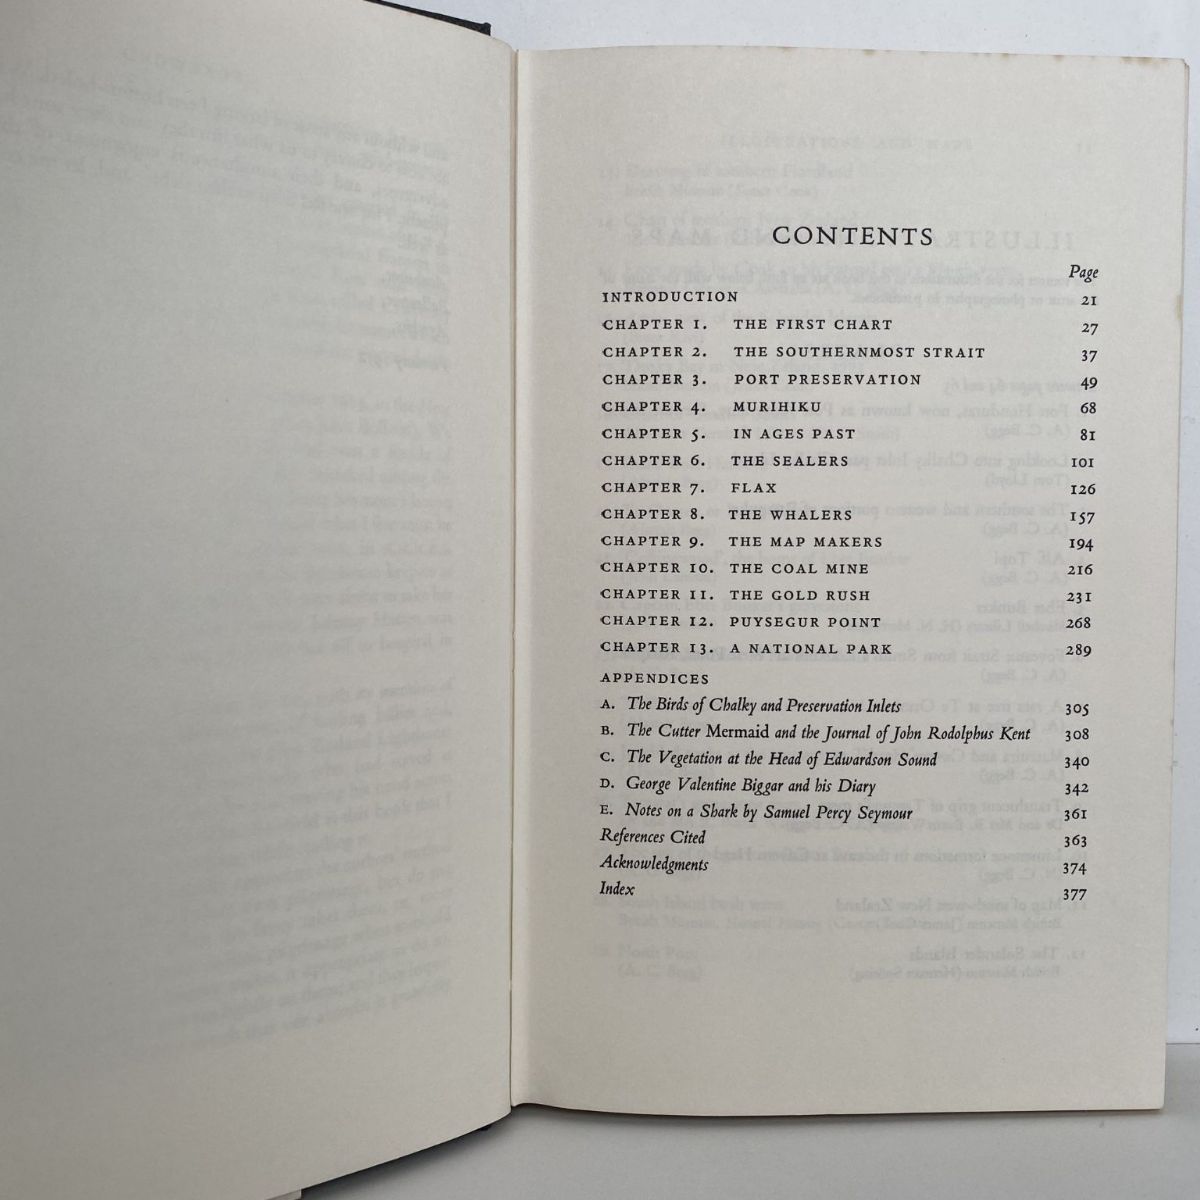 CONTENTS
Page
INTRODUCTION 21
CHAPTER 1. THE FIRST CHART 27
CHAPTER 2. THE SOUTHERNMOST STRAIT 37
CHAPTER 3. PORT PRESERVATION 49
CHAPTER 4. MURIHIKU 68
CHAPTER 5. IN AGES PAST 81
CHAPTER 6. THE SEALERS 101
CHAPTER 7. FLAX 126
CHAPTER 8. THE WHALERS 157
CHAPTER 9. THE MAP MAKERS 194
CHAPTER 10. THE COAL MINE 216
CHAPTER 11. THE GOLD RUSH 231
CHAPTER 12. PUYSEGUR POINT 268
CHAPTER 13. A NATIONAL PARK 289
APPENDICES
A. The Birds of Chalky and Preservation Inlets 305
B. The Cutter Mermaid and the Journal of John Rodolphus Kent 308
C. The Vegetation at the Head of Edwardson Sound 340
D. George Valentine Biggar and his Diary 342
E. Notes on a Shark by Samuel Percy Seymour 361
References Cited 363
Acknowledgments 374
Index 377